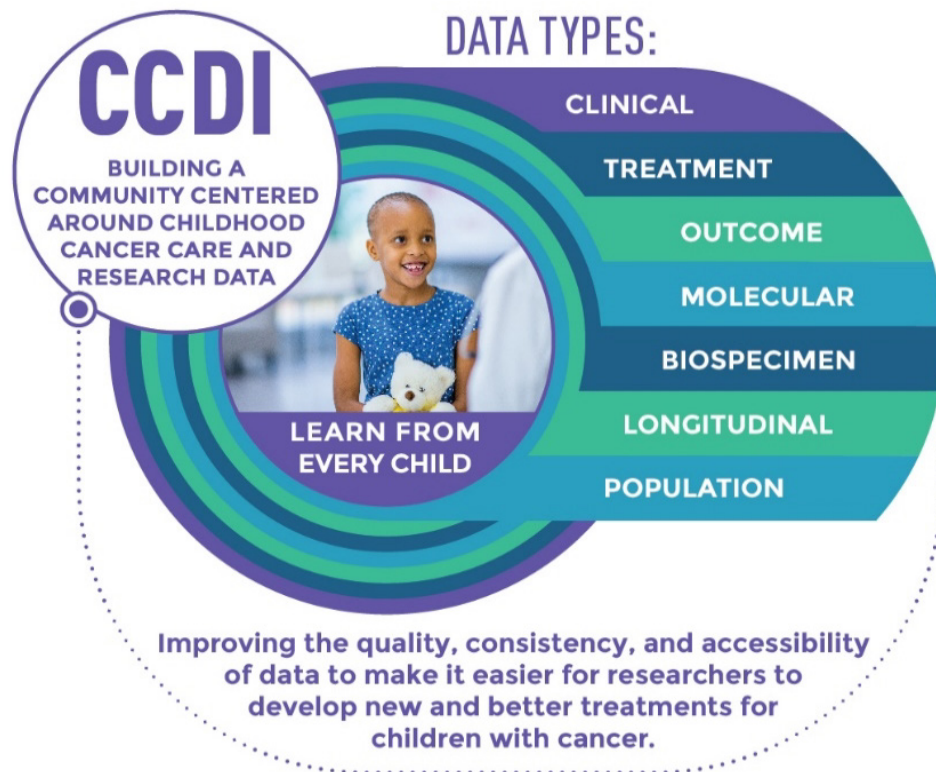 CCDI
BUILDING A
COMMUNITY CENTERED
AROUND CHILDHOOD
CANCER CARE AND
RESEARCH DATA
DATA TYPES:
CLINICAL
TREATMENT
OUTCOME
MOLECULAR
BIOSPECIMEN
LONGITUDINAL
POPULATION
LEARN FROM
EVERY CHILD
Improving the quality, consistency, and accessibility
of data to make it easier for researchers to
develop new and better treatments for
children with cancer.